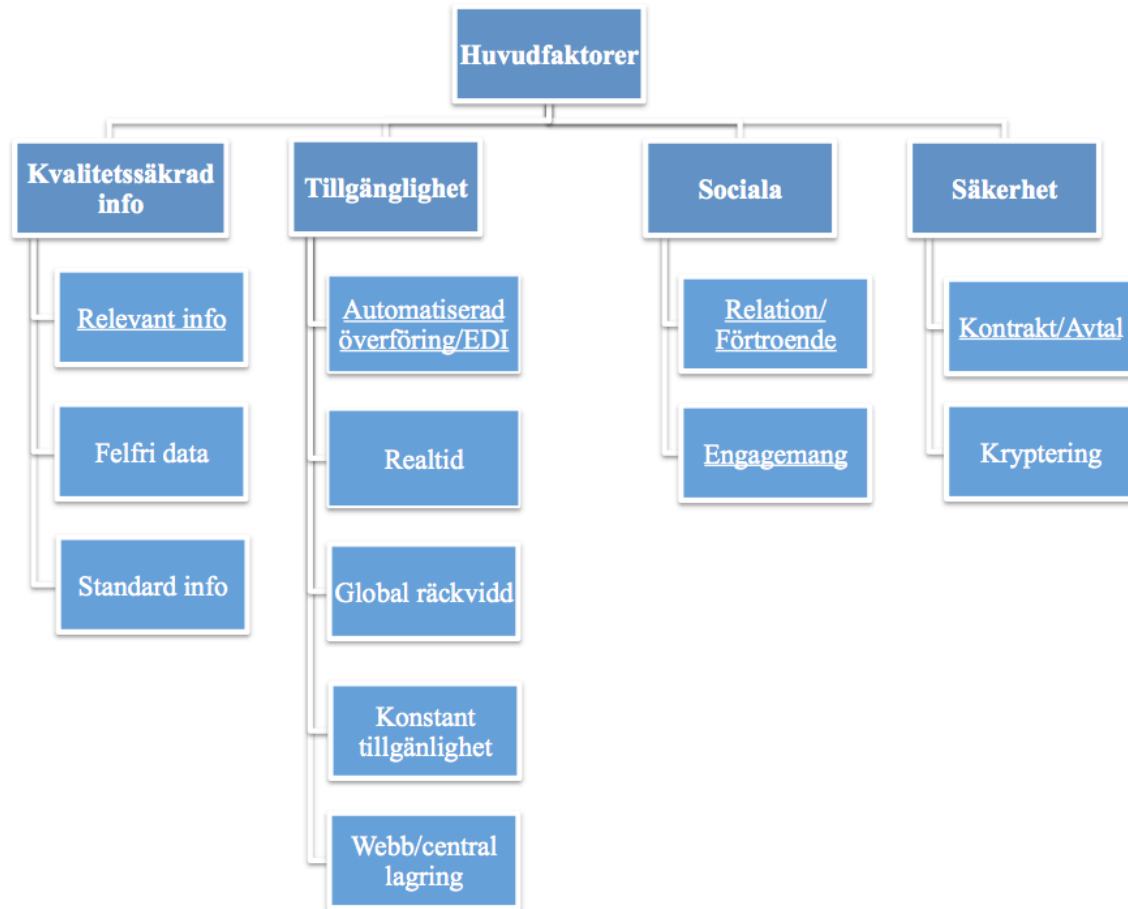 Huvudfaktorer
Kvalitetssäkrad
info
Relevant info
Felfri data
Standard info
Tillgänglighet
Automatiserad
överföring/EDI
Realtid
Global räckvidd
Konstant
tillgänlighet
Webb/central
lagring
Sociala
Relation/
Förtroende
Engagemang
Säkerhet
Kontrakt/Avtal
Kryptering